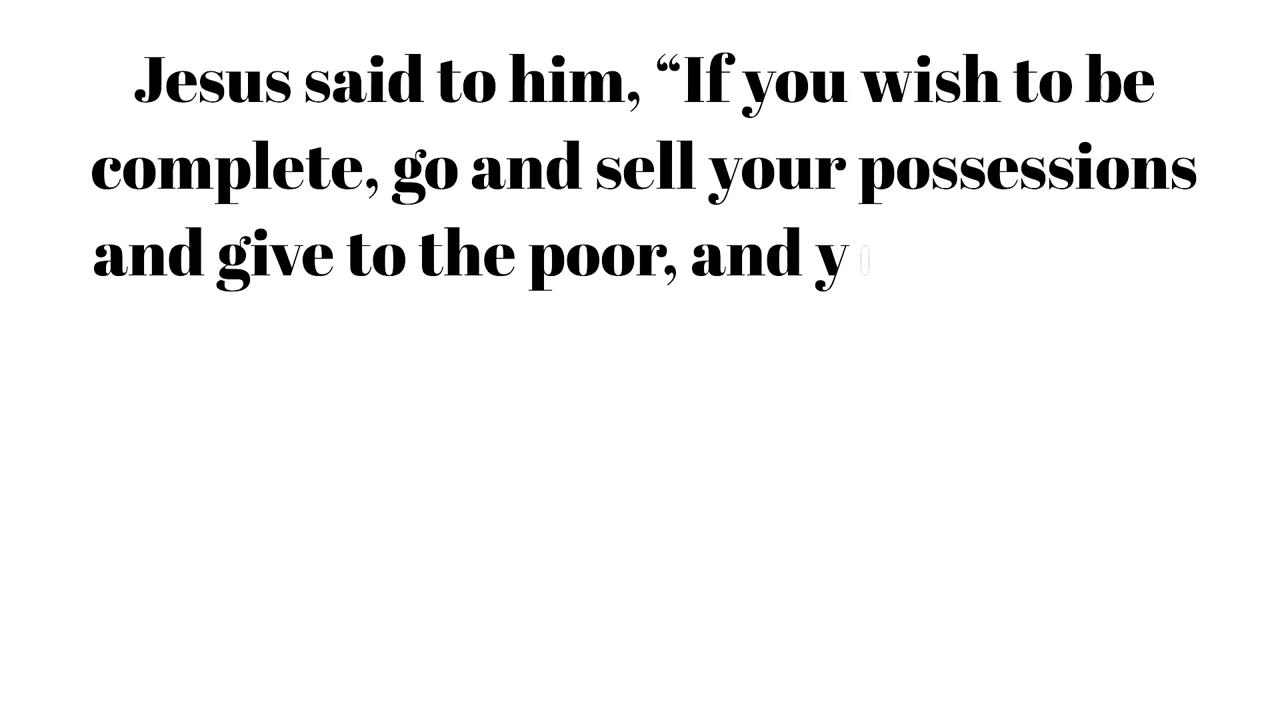 Jesus said to him, “If you wish to be
complete, go and sell your possessions
and give to the poor, and y